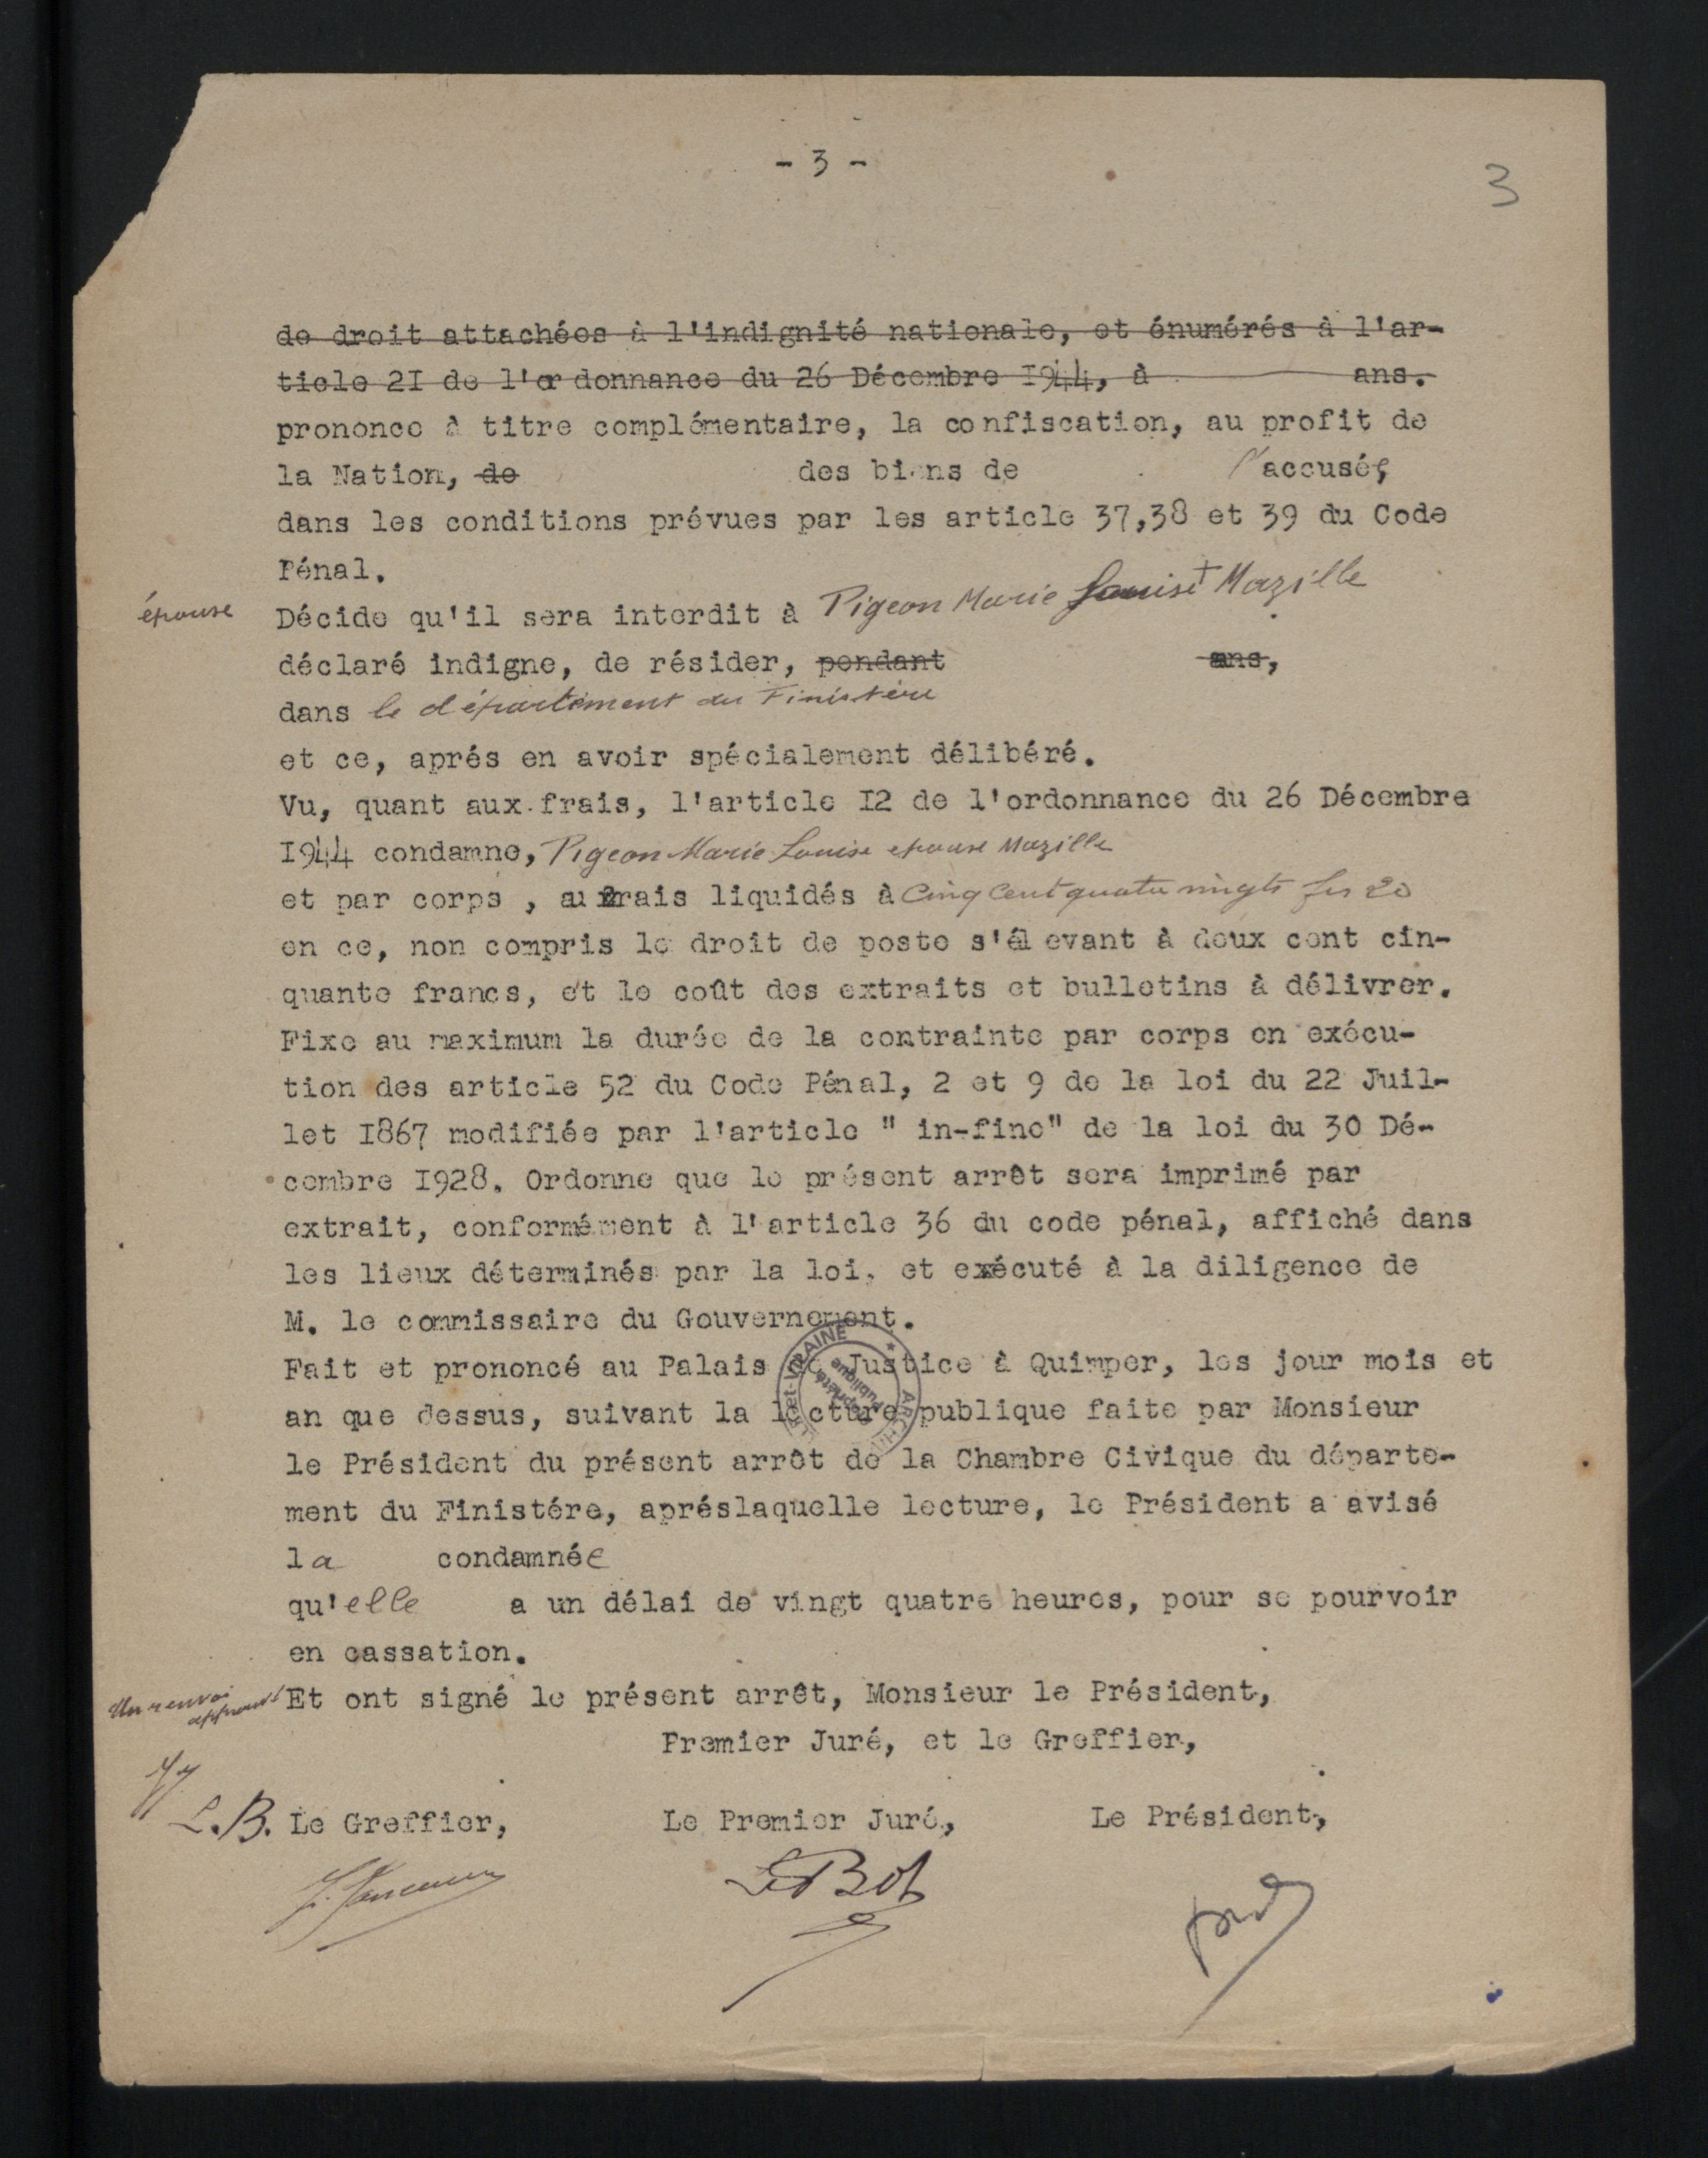 - 3 -
3
de droit attachées à l'indignité nationale, et énumérés à l'ar-
ticle 2I de l'or donnance du 26 Décembre I944, à ans.
prononce à titre complémentaire, la confiscation, au profit de
la Nation, de des biens de l'accusée,
dans les conditions prévues par les article 37,38 et 39 du Code
Pénal.
épouse
Décide qu'il sera interdit à Pigeon Marie Louise + Mazille
déclaré indigne, de résider, pendant ans,
dans le département du Finistère
et ce, aprés en avoir spécialement délibéré.
Vu, quant aux frais, l'article I2 de l'ordonnance du 26 Décembre
I944 condamne, Pigeon Marie Louise epouse Mazille
et par corps , aux frais liquidés à Cinq Cent quatre vingts frs 20
en ce, non compris le droit de poste s'él evant à deux cent cin-
quante francs, et le coût des extraits et bulletins à délivrer.
Fixe au maximum la durée de la contrainte par corps en exécu-
tion des article 52 du Code Pénal, 2 et 9 de la loi du 22 Juil-
let I867 modifiée par l'article " in-fine" de la loi du 30 Dé-
cembre I928. Ordonne que le présent arrêt sera imprimé par
extrait, conformément à l'article 36 du code pénal, affiché dans
les lieux déterminés par la loi, et exécuté à la diligence de
M. le commissaire du Gouvernement.
Fait et prononcé au Palais de Justice à Quimper, les jour mois et
an que dessus, suivant la lecture publique faite par Monsieur
le Président du présent arrêt de la Chambre Civique du départe-
ment du Finistére, apréslaquelle lecture, le Président a avisé
la condamnée
qu'elle a un délai de vingt quatre heures, pour se pourvoir
en cassation.
Un renvoi approuvé
Et ont signé le présent arrêt, Monsieur le Président,
Premier Juré, et le Greffier,
L.B. Le Greffier, Le Premier Juré, Le Président,
Le Bot